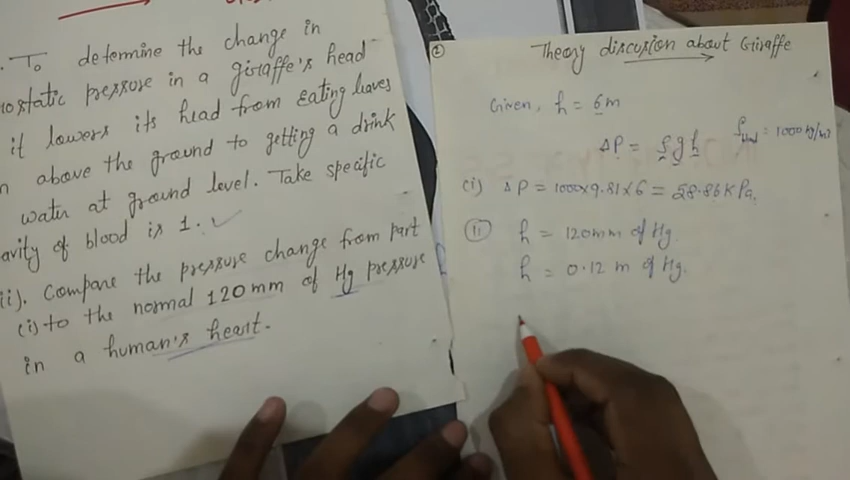 . To determine the change in
ostatic pressure in a giraffe's head
it lowers its head from eating leaves
above the ground to getting a drink
water at ground level. Take specific
avity of blood is 1.
ii). Compare the pressure change from part
(i) to the normal 120 mm of Hg pressure
in a human's heart.
Theory discusion about Giraffe
Given, h = 6m
ΔP = ρgh
= 1000 kg/m3
(i) ΔP = 1000×9.81×6 = 58.86 KPa.
(ii) h = 120mm of Hg.
h = 0.12 m of Hg.